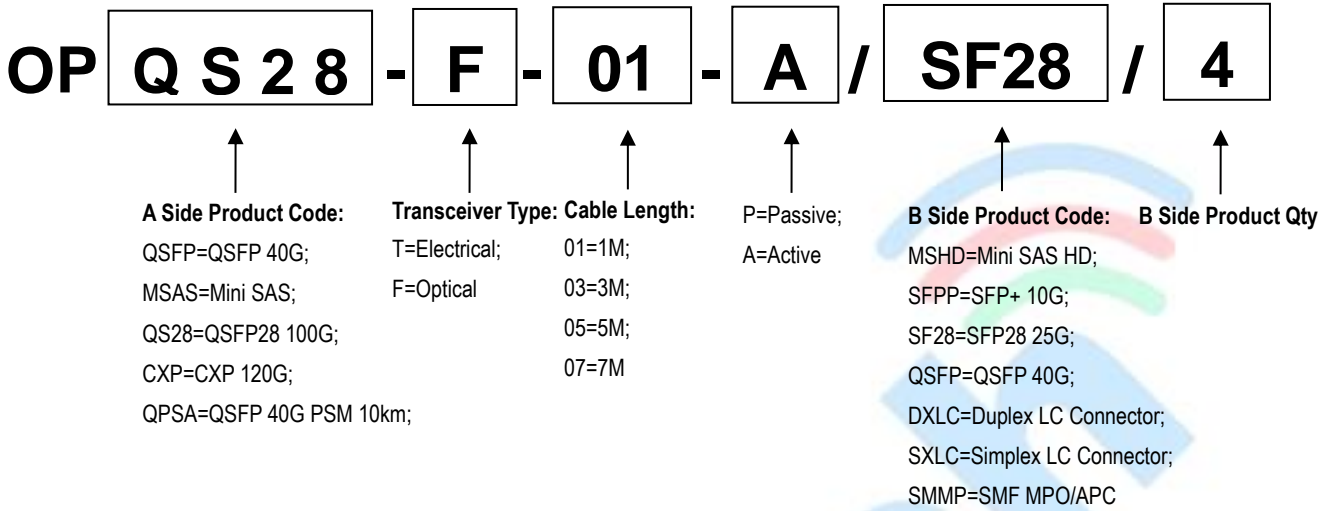 OP QS28 - F - 01 - A / SF28 / 4
A Side Product Code:
QSFP=QSFP 40G;
MSAS=Mini SAS;
QS28=QSFP28 100G;
CXP=CXP 120G;
QPSA=QSFP 40G PSM 10km;
Transceiver Type:
T=Electrical;
F=Optical
Cable Length:
01=1M;
03=3M;
05=5M;
07=7M
P=Passive;
A=Active
B Side Product Code:
MSHD=Mini SAS HD;
SFPP=SFP+ 10G;
SF28=SFP28 25G;
QSFP=QSFP 40G;
DXLC=Duplex LC Connector;
SXLC=Simplex LC Connector;
SMMP=SMF MPO/APC
B Side Product Qty